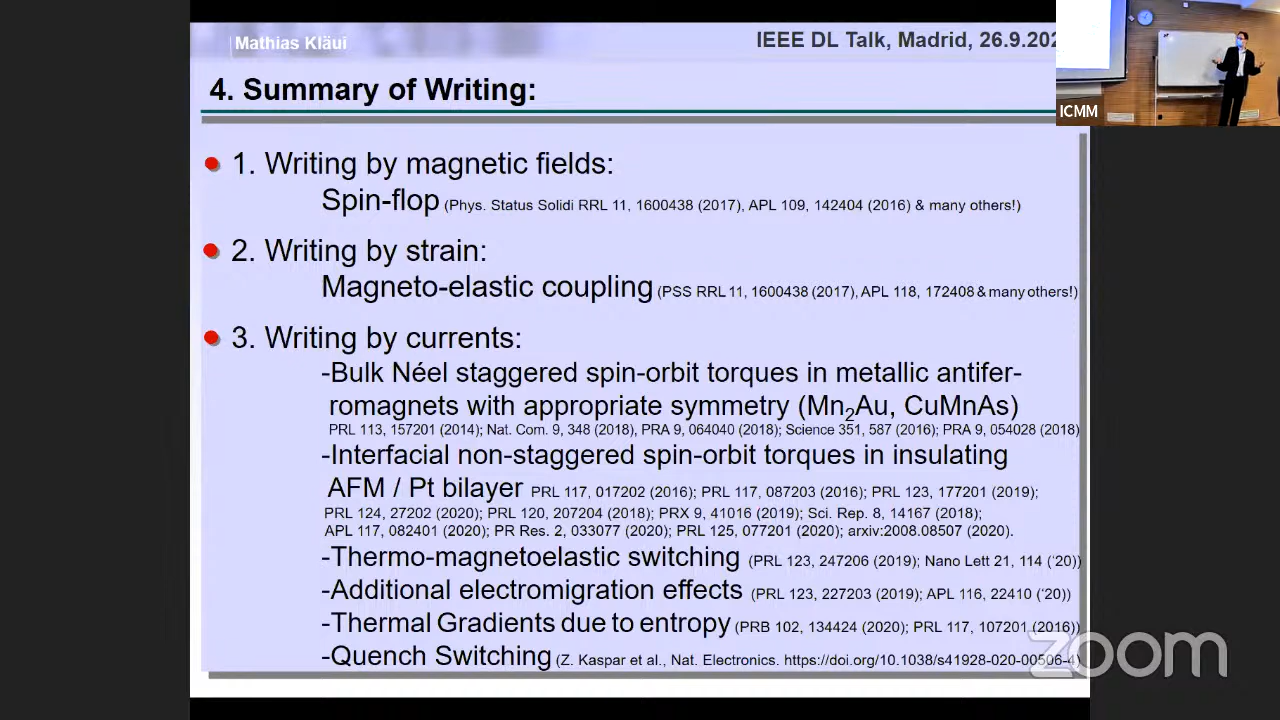 Mathias Kläui
IEEE DL Talk, Madrid, 26.9.202
4. Summary of Writing:
ICMM
1. Writing by magnetic fields:
Spin-flop (Phys. Status Solidi RRL 11, 1600438 (2017), APL 109, 142404 (2016) & many others!)
2. Writing by strain:
Magneto-elastic coupling (PSS RRL 11, 1600438 (2017), APL 118, 172408 & many others!)
3. Writing by currents:
-Bulk Néel staggered spin-orbit torques in metallic antifer-
romagnets with appropriate symmetry (Mn₂Au, CuMnAs)
PRL 113, 157201 (2014); Nat. Com. 9, 348 (2018), PRA 9, 064040 (2018); Science 351, 587 (2016); PRA 9, 054028 (2018)
-Interfacial non-staggered spin-orbit torques in insulating
AFM / Pt bilayer PRL 117, 017202 (2016); PRL 117, 087203 (2016); PRL 123, 177201 (2019);
PRL 124, 27202 (2020); PRL 120, 207204 (2018); PRX 9, 41016 (2019); Sci. Rep. 8, 14167 (2018);
APL 117, 082401 (2020); PR Res. 2, 033077 (2020); PRL 125, 077201 (2020); arxiv:2008.08507 (2020).
-Thermo-magnetoelastic switching (PRL 123, 247206 (2019); Nano Lett 21, 114 (‘20))
-Additional electromigration effects (PRL 123, 227203 (2019); APL 116, 22410 (‘20))
-Thermal Gradients due to entropy (PRB 102, 134424 (2020); PRL 117, 107201 (2016))
-Quench Switching (Z. Kaspar et al., Nat. Electronics. https://doi.org/10.1038/s41928-020-00506-4)
zoom